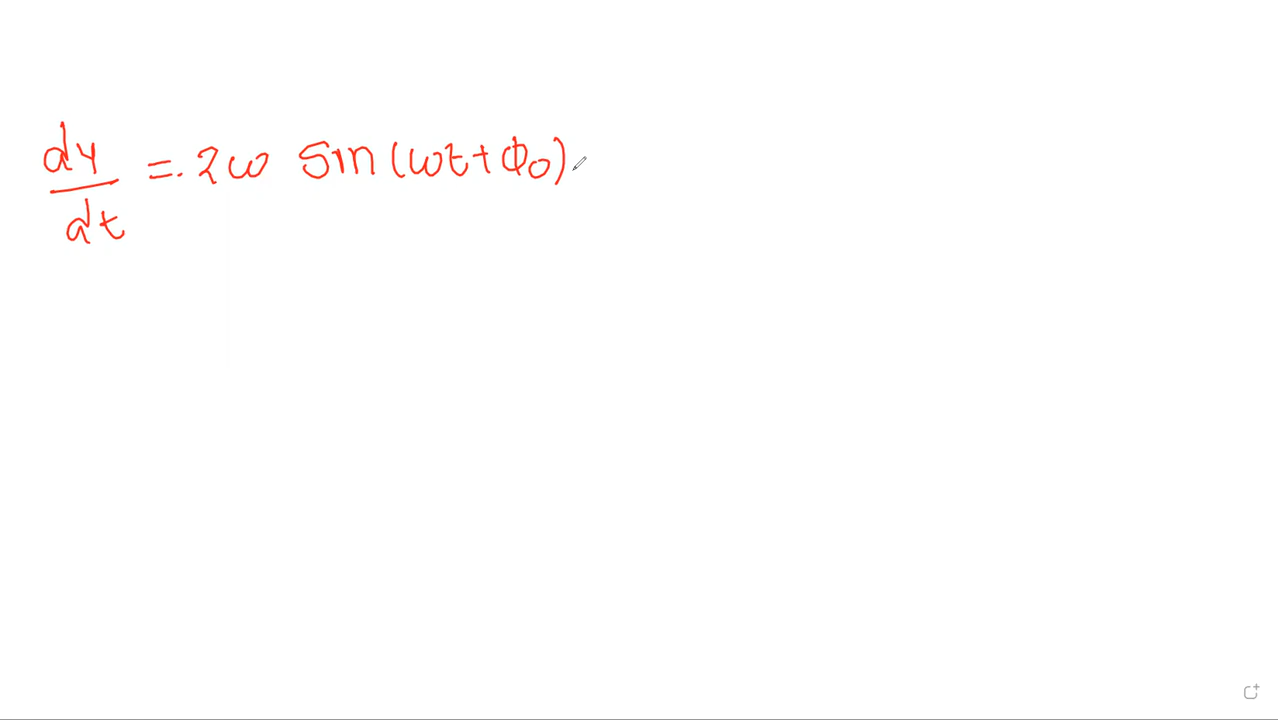 dy/dt = . 2ω sin(ωt+ϕ0)